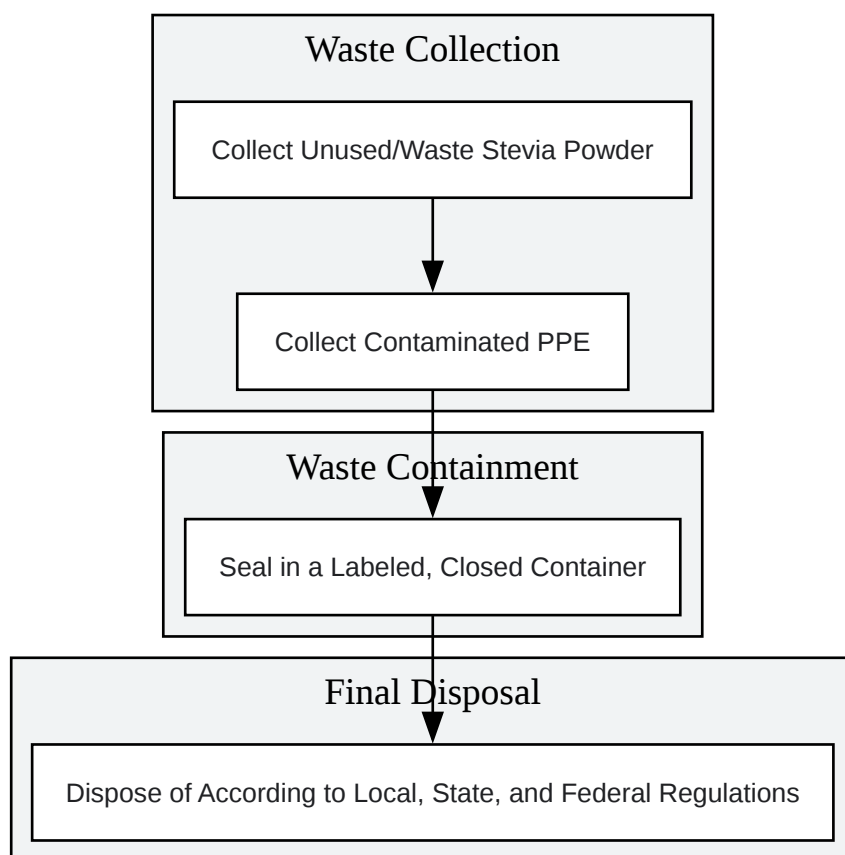 Waste Collection
Collect Unused/Waste Stevia Powder
Collect Contaminated PPE
Waste Containment
Seal in a Labeled, Closed Container
Final Disposal
Dispose of According to Local, State, and Federal Regulations